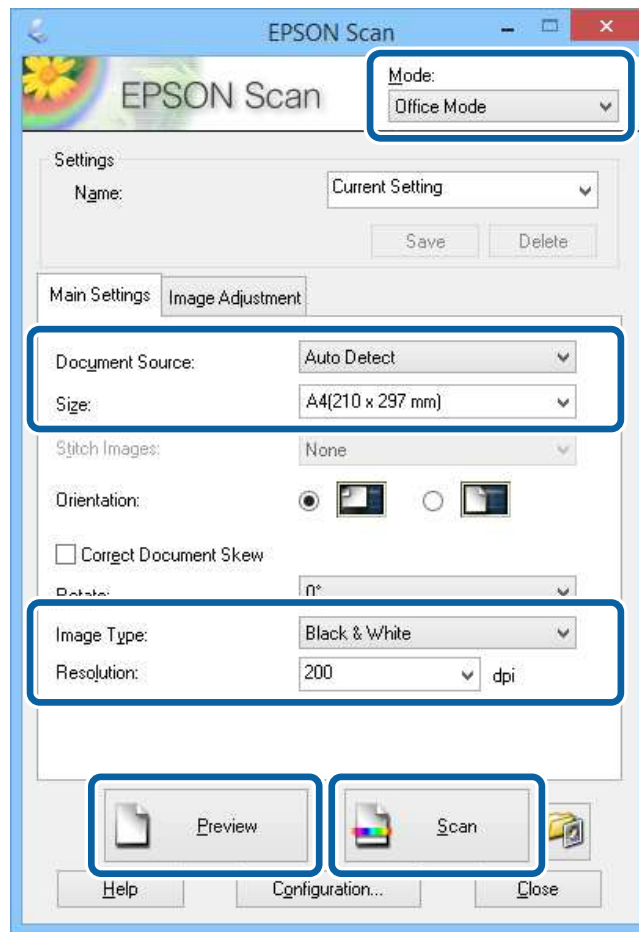 EPSON Scan
EPSON Scan
Mode:
Office Mode
Settings
Name:
Current Setting
Save
Delete
Main Settings
Image Adjustment
Document Source:
Auto Detect
Size:
A4(210 x 297 mm)
Stitch Images:
None
Orientation:
Correct Document Skew
Rotate:
0°
Image Type:
Black & White
Resolution:
200
dpi
Preview
Scan
Help
Configuration...
Close